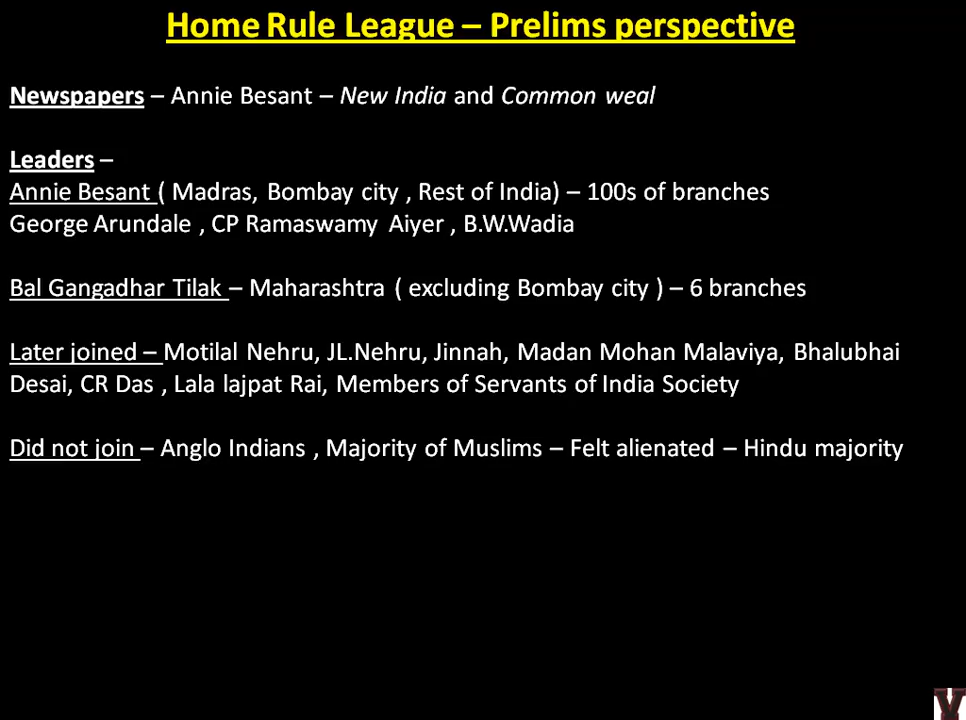 Home Rule League – Prelims perspective
Newspapers – Annie Besant – New India and Common weal
Leaders –
Annie Besant ( Madras, Bombay city , Rest of India) – 100s of branches
George Arundale , CP Ramaswamy Aiyer , B.W.Wadia
Bal Gangadhar Tilak – Maharashtra ( excluding Bombay city ) – 6 branches
Later joined – Motilal Nehru, JL.Nehru, Jinnah, Madan Mohan Malaviya, Bhalubhai
Desai, CR Das , Lala lajpat Rai, Members of Servants of India Society
Did not join – Anglo Indians , Majority of Muslims – Felt alienated – Hindu majority
V